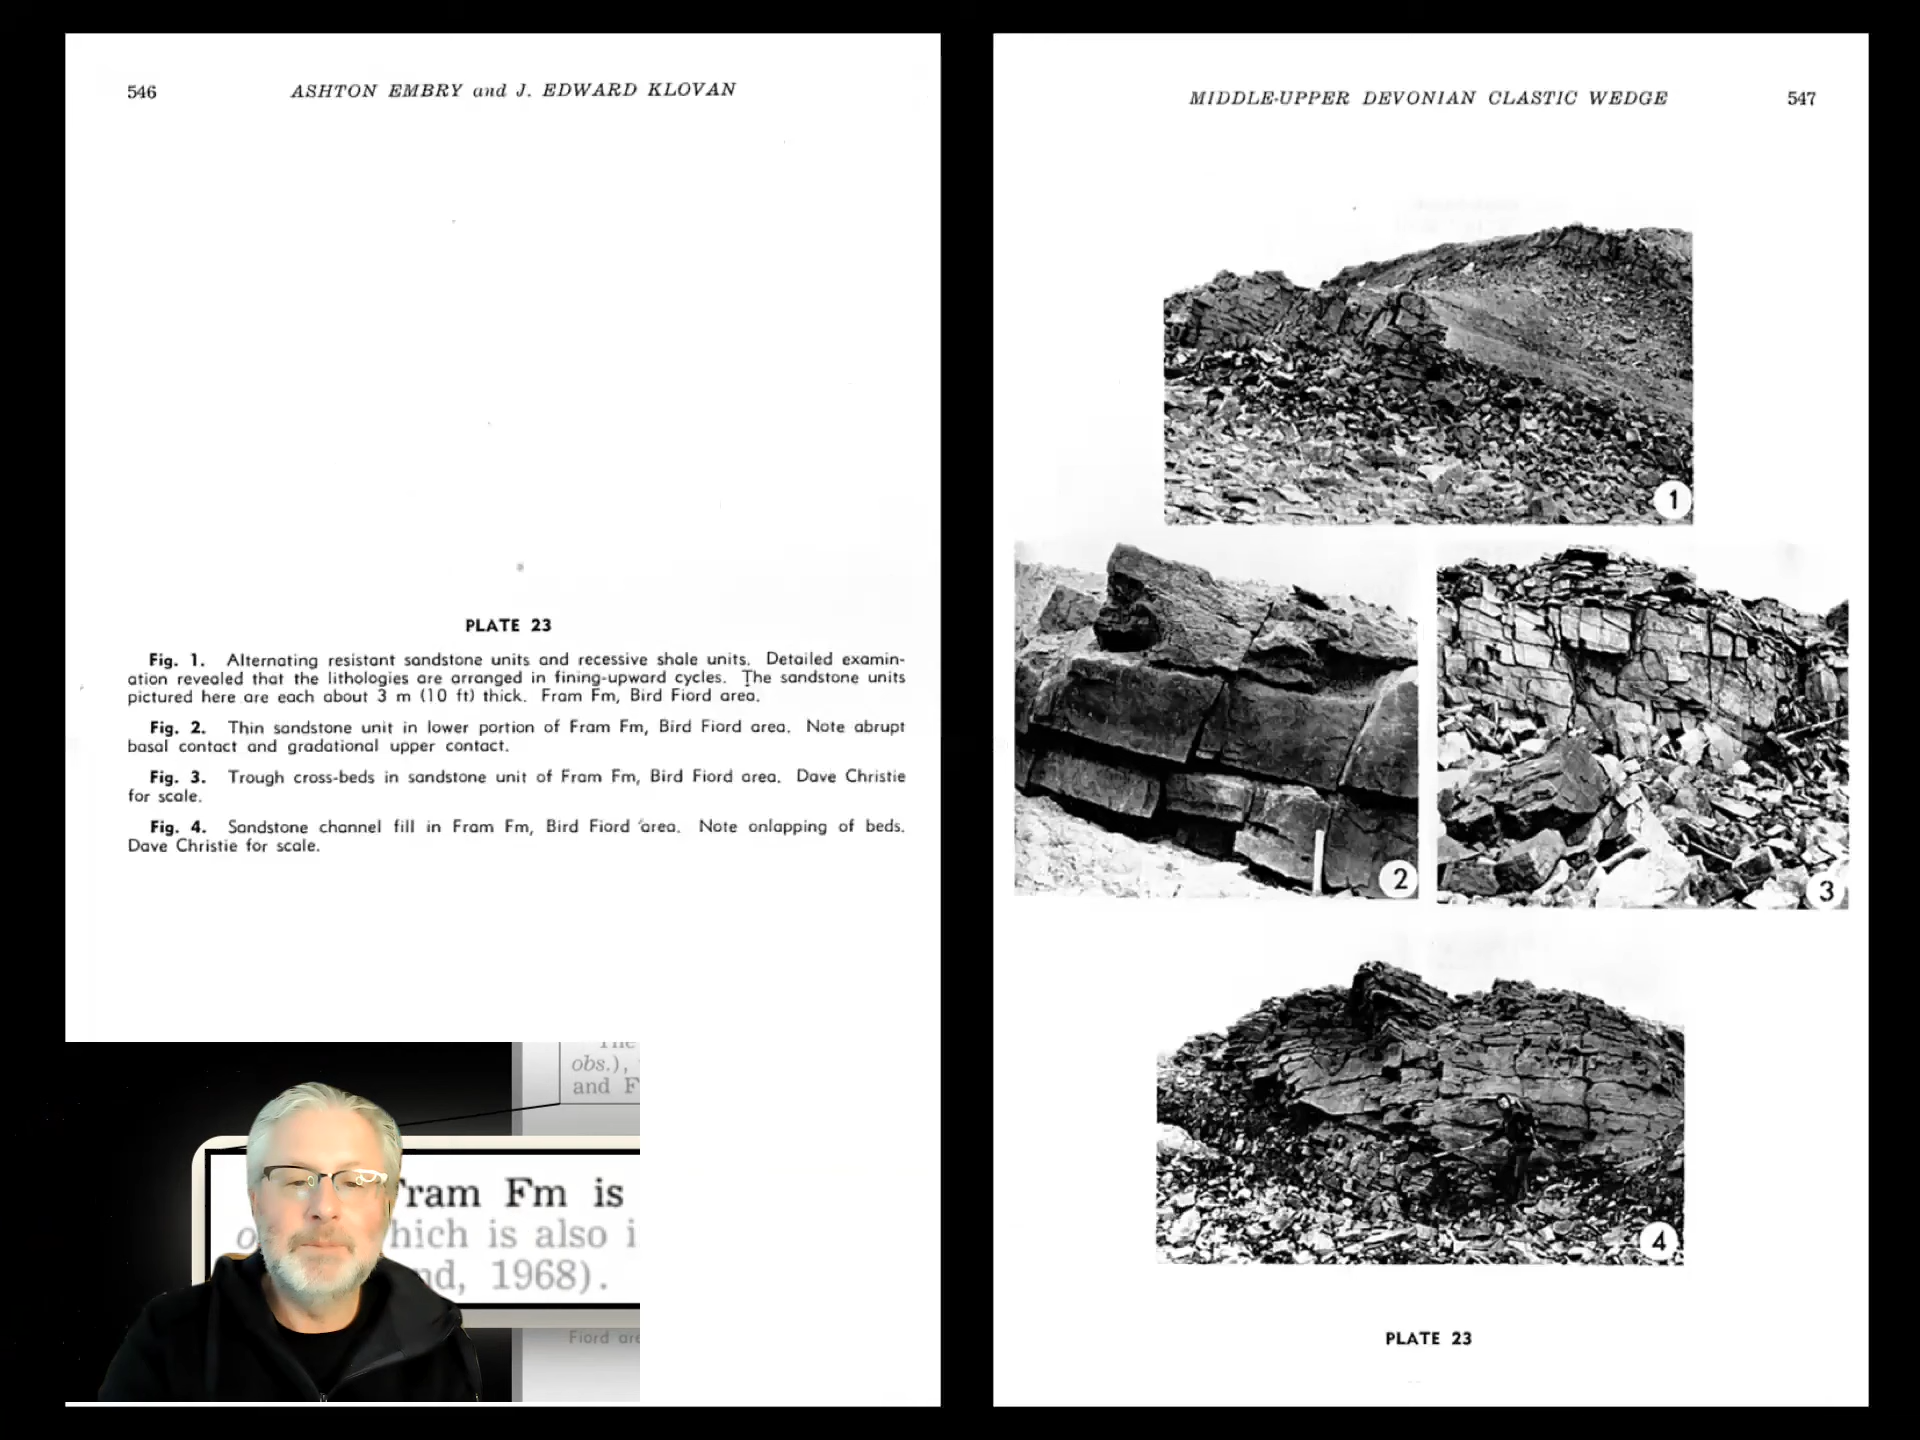 546
ASHTON EMBRY and J. EDWARD KLOVAN
PLATE 23
Fig. 1. Alternating resistant sandstone units and recessive shale units. Detailed examin-
ation revealed that the lithologies are arranged in fining-upward cycles. The sandstone units
pictured here are each about 3 m (10 ft) thick. Fram Fm, Bird Fiord area.
Fig. 2. Thin sandstone unit in lower portion of Fram Fm, Bird Fiord area. Note abrupt
basal contact and gradational upper contact.
Fig. 3. Trough cross-beds in sandstone unit of Fram Fm, Bird Fiord area. Dave Christie
for scale.
Fig. 4. Sandstone channel fill in Fram Fm, Bird Fiord area. Note onlapping of beds.
Dave Christie for scale.
obs.),
and F
Fram Fm is
hich is also i
nd, 1968).
Fiord are
MIDDLE-UPPER DEVONIAN CLASTIC WEDGE
547
1
2
3
4
PLATE 23